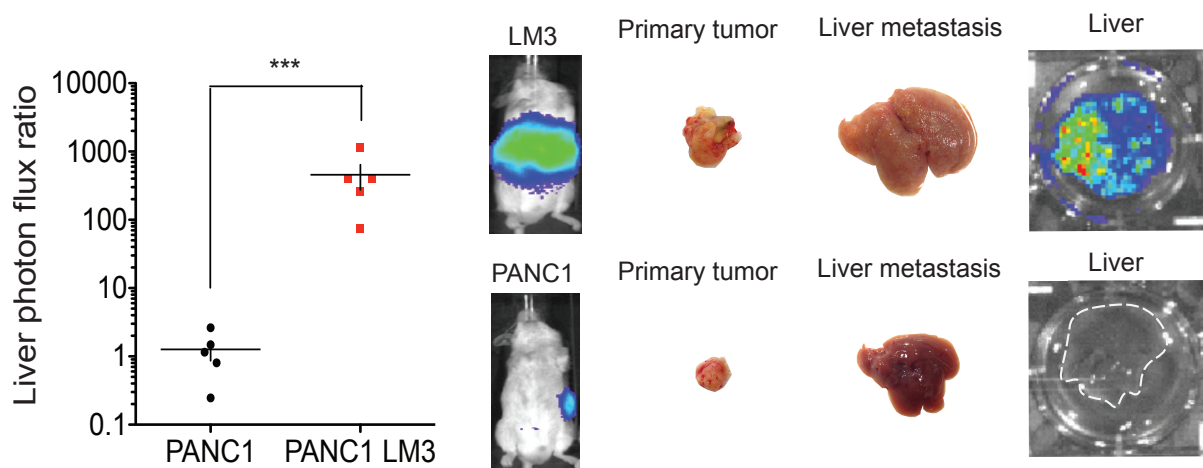 Liver photon flux ratio
10000
1000
100
10
1
0.1
***
PANC1
PANC1 LM3
LM3
Primary tumor
Liver metastasis
Liver
PANC1
Primary tumor
Liver metastasis
Liver